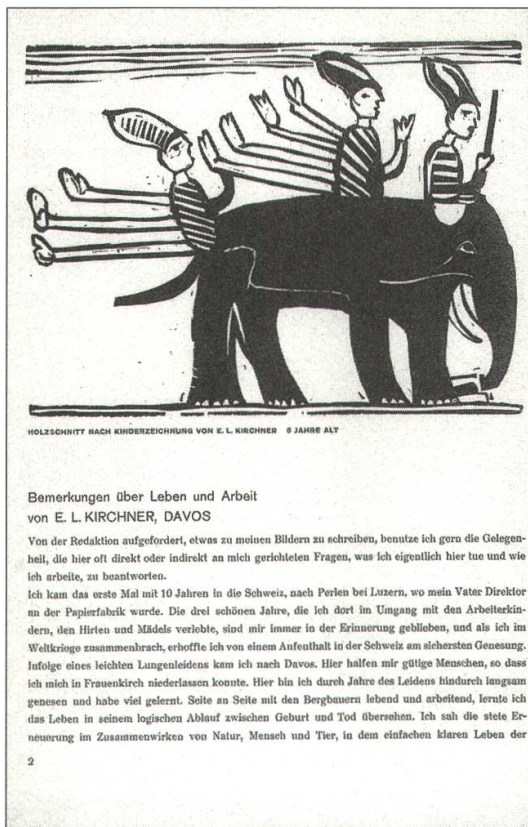 HOLZSCHNITT NACH KINDERZEICHNUNG VON E. L. KIRCHNER 6 JAHRE ALT
Bemerkungen über Leben und Arbeit
von E. L. KIRCHNER, DAVOS
Von der Redaktion aufgefordert, etwas zu meinen Bildern zu schreiben, benutze ich gern die Gelegen-
heit, die hier oft direkt oder indirekt an mich gerichteten Fragen, was ich eigentlich hier tue und wie
ich arbeite, zu beantworten.
Ich kam das erste Mal mit 10 Jahren in die Schweiz, nach Perlen bei Luzern, wo mein Vater Direktor
an der Papierfabrik wurde. Die drei schönen Jahre, die ich dort im Umgang mit den Arbeiterkin-
dern, den Hirten und Mädels verlebte, sind mir immer in der Erinnerung geblieben, und als ich im
Weltkriege zusammenbrach, erhoffte ich von einem Aufenthalt in der Schweiz am sichersten Genesung.
Infolge eines leichten Lungenleidens kam ich nach Davos. Hier halfen mir gütige Menschen, so dass
ich mich in Frauenkirch niederlassen konnte. Hier bin ich durch Jahre des Leidens hindurch langsam
genesen und habe viel gelernt. Seite an Seite mit den Bergbauern lebend und arbeitend, lernte ich
das Leben in seinem logischen Ablauf zwischen Geburt und Tod übersehen. Ich sah die stete Er-
neuerung im Zusammenwirken von Natur, Mensch und Tier, in dem einfachen klaren Leben der
2